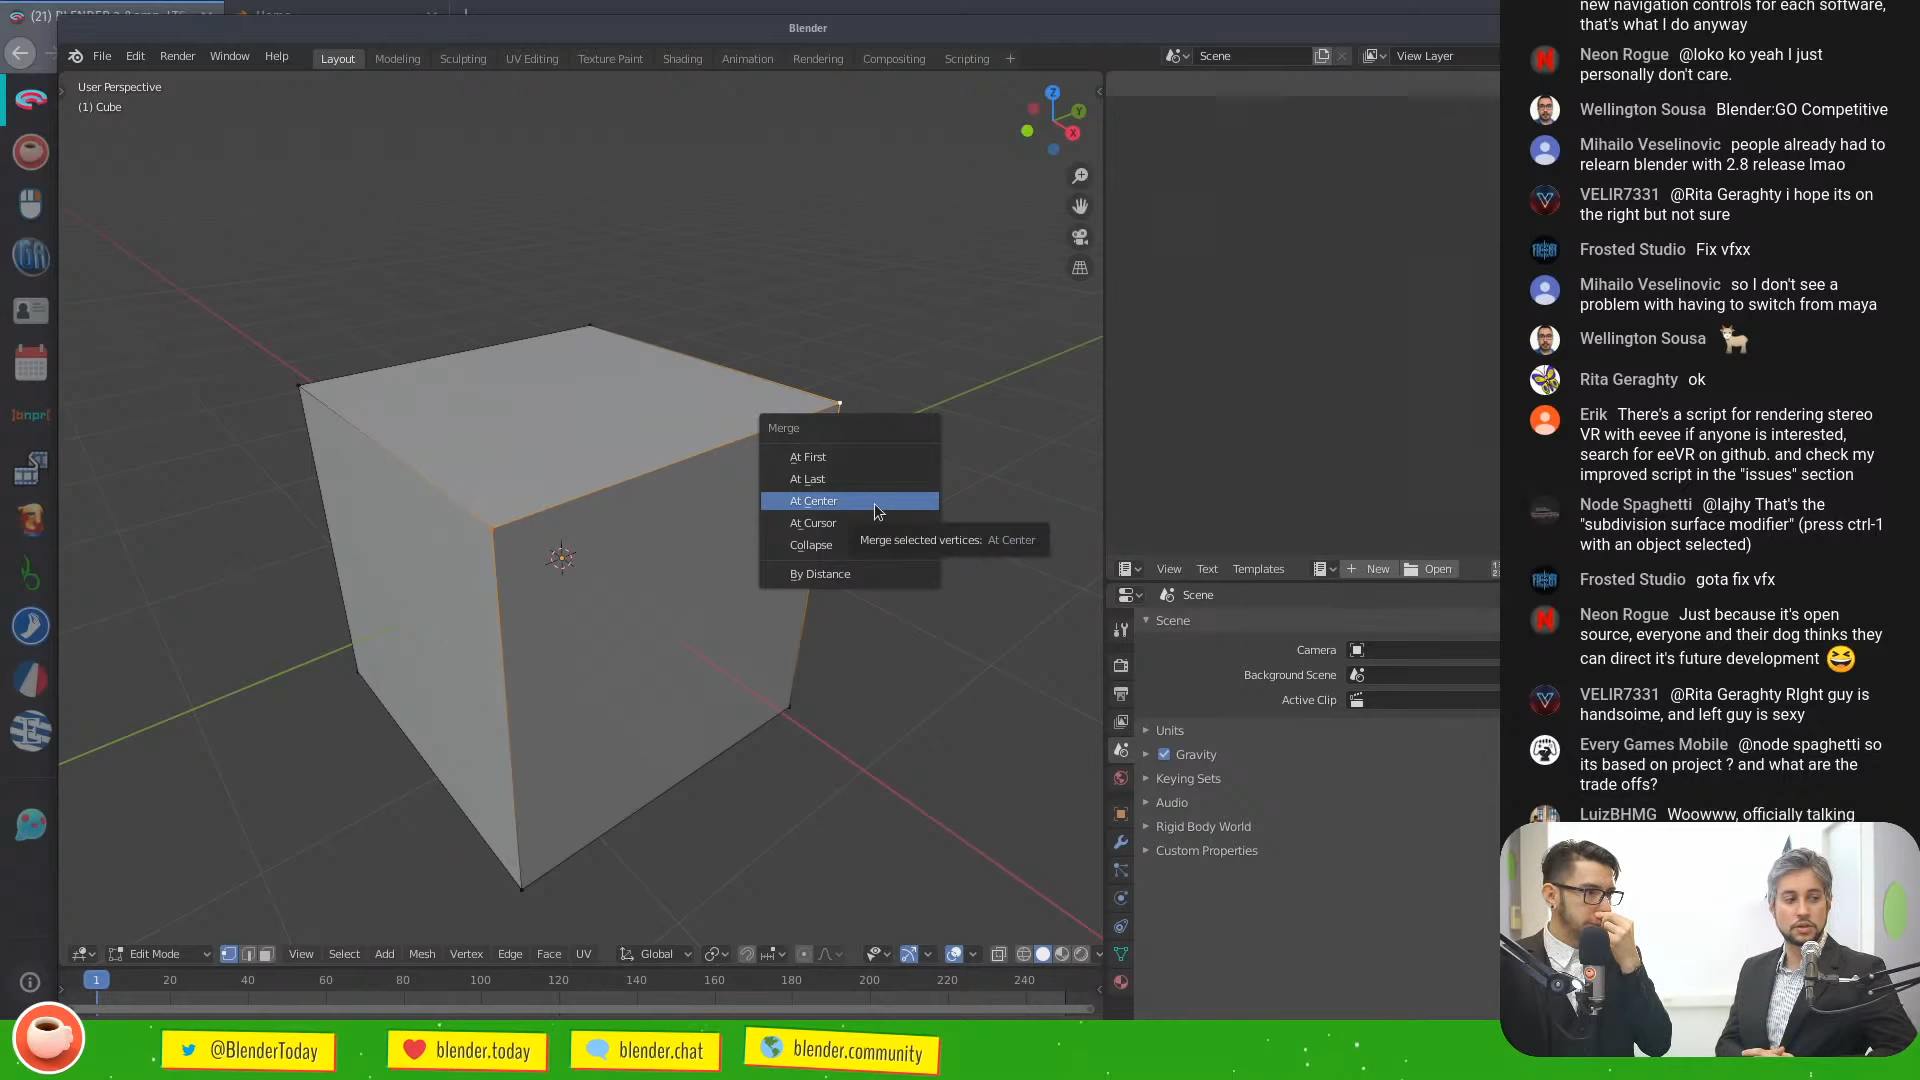 Blender
File Edit Render Window Help
Layout Modeling Sculpting UV Editing Texture Paint Shading Animation Rendering Compositing Scripting +
Scene
View Layer
User Perspective
(1) Cube
Z
Y
X
Merge
At First
At Last
At Center
At Cursor
Collapse
By Distance
Merge selected vertices: At Center
View Text Templates
New
Open
Scene
Scene
Camera
Background Scene
Active Clip
Units
Gravity
Keying Sets
Audio
Rigid Body World
Custom Properties
Edit Mode
View Select Add Mesh Vertex Edge Face UV
Global
1 20 40 60 80 100 120 140 160 180 200 220 240
@BlenderToday
blender.today
blender.chat
blender.community
new navigation controls for each software,
that's what I do anyway
Neon Rogue @loko ko yeah I just
personally don't care.
Wellington Sousa Blender:GO Competitive
Mihailo Veselinovic people already had to
relearn blender with 2.8 release lmao
VELIR7331 @Rita Geraghty i hope its on
the right but not sure
Frosted Studio Fix vfxx
Mihailo Veselinovic so I don't see a
problem with having to switch from maya
Wellington Sousa
Rita Geraghty ok
Erik There's a script for rendering stereo
VR with eevee if anyone is interested,
search for eeVR on github. and check my
improved script in the "issues" section
Node Spaghetti @lajhy That's the
"subdivision surface modifier" (press ctrl-1
with an object selected)
Frosted Studio gota fix vfx
Neon Rogue Just because it's open
source, everyone and their dog thinks they
can direct it's future development
VELIR7331 @Rita Geraghty RIght guy is
handsoime, and left guy is sexy
Every Games Mobile @node spaghetti so
its based on project ? and what are the
trade offs?
LuizBHMG Woowww, officially talking